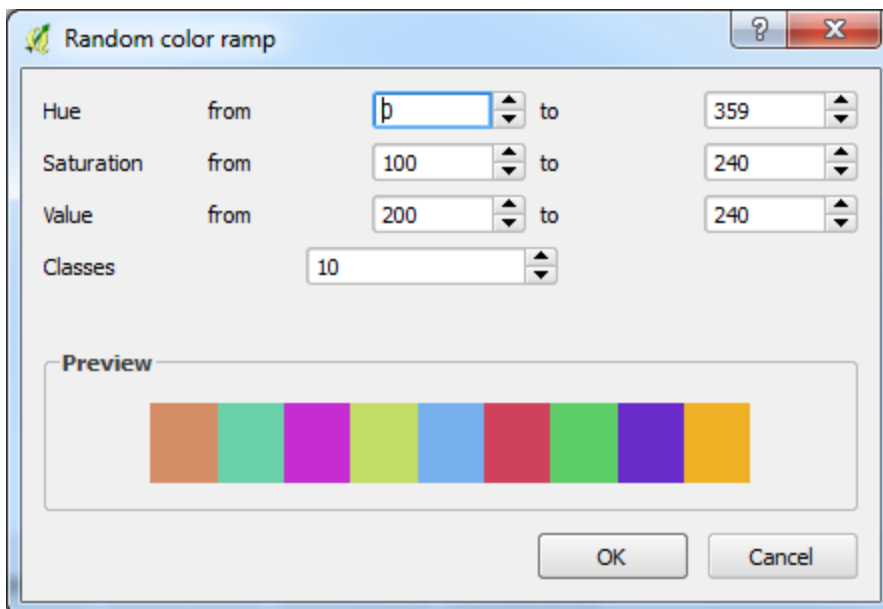 Random color ramp
?
Hue from 0 to 359
Saturation from 100 to 240
Value from 200 to 240
Classes 10
Preview
OK Cancel